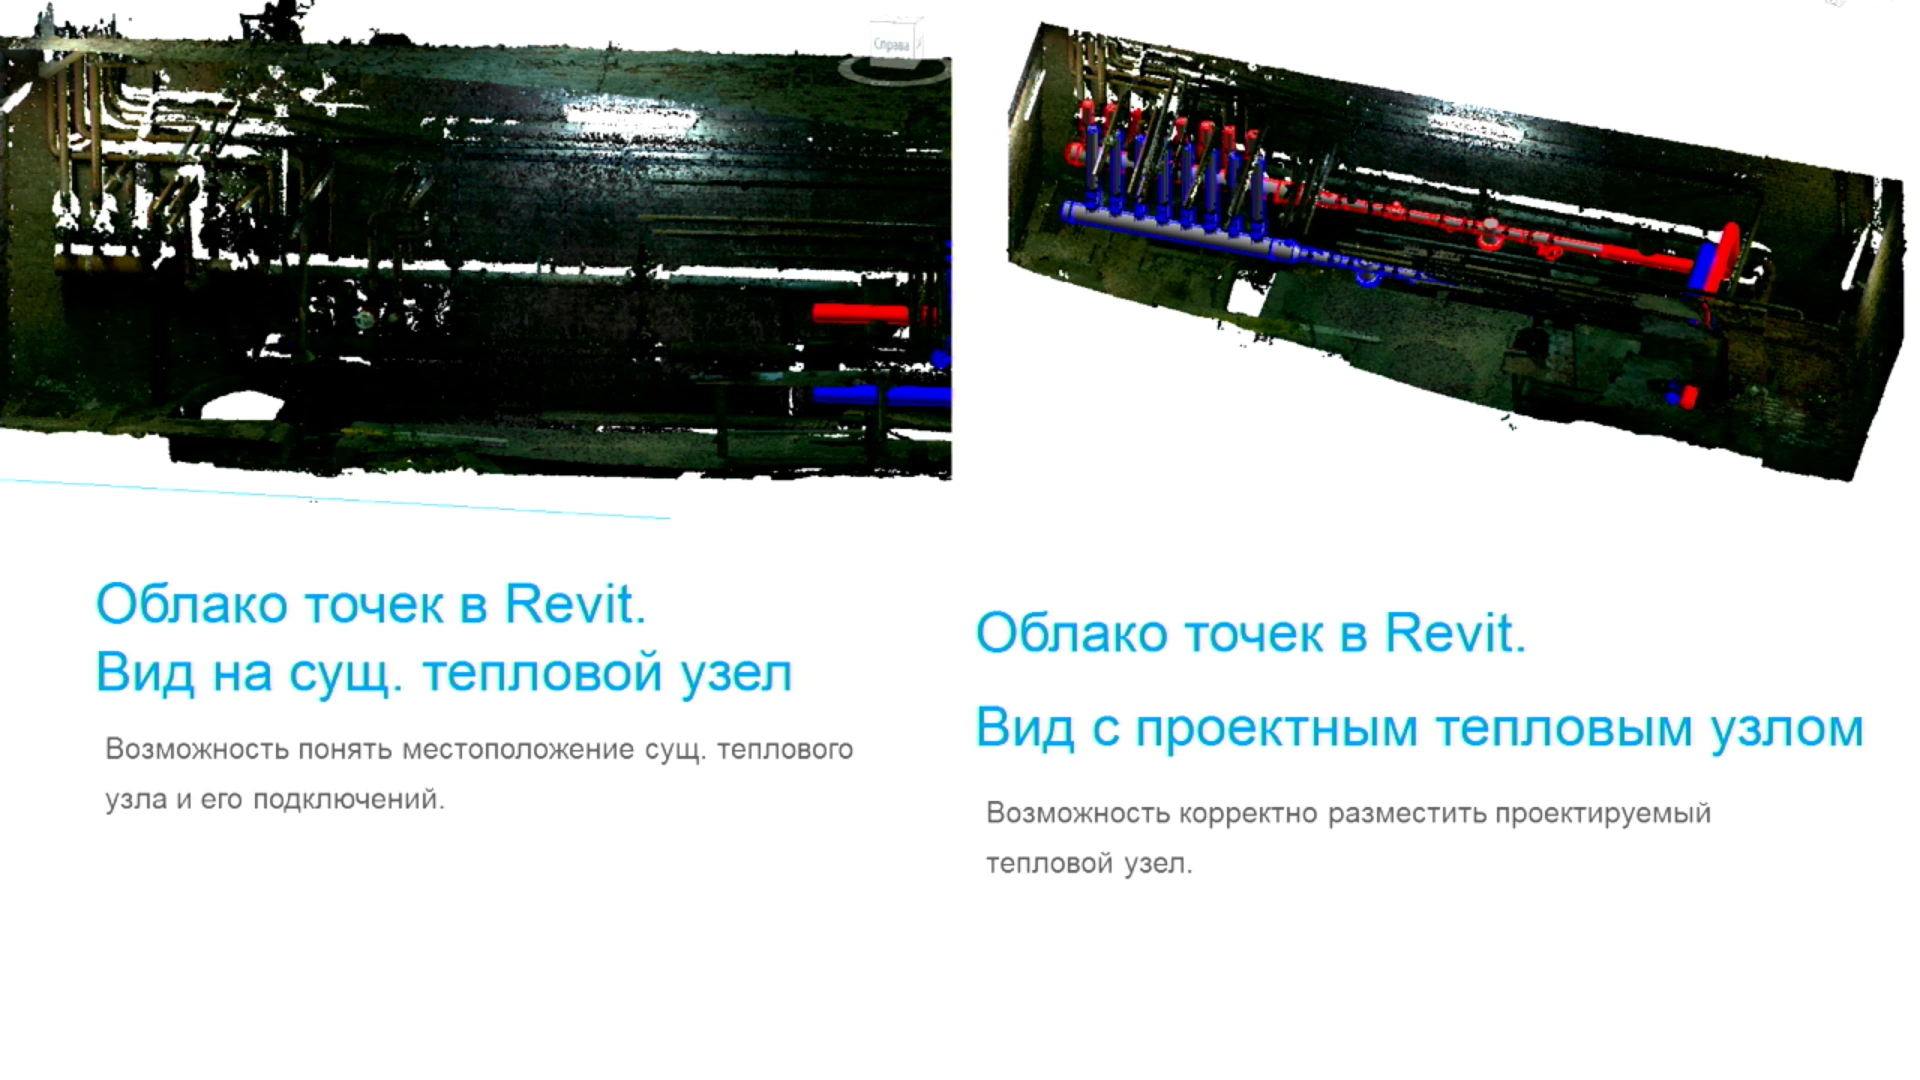 Справа
Облако точек в Revit.
Вид на сущ. тепловой узел
Возможность понять местоположение сущ. теплового
узла и его подключений.
Облако точек в Revit.
Вид с проектным тепловым узлом
Возможность корректно разместить проектируемый
тепловой узел.